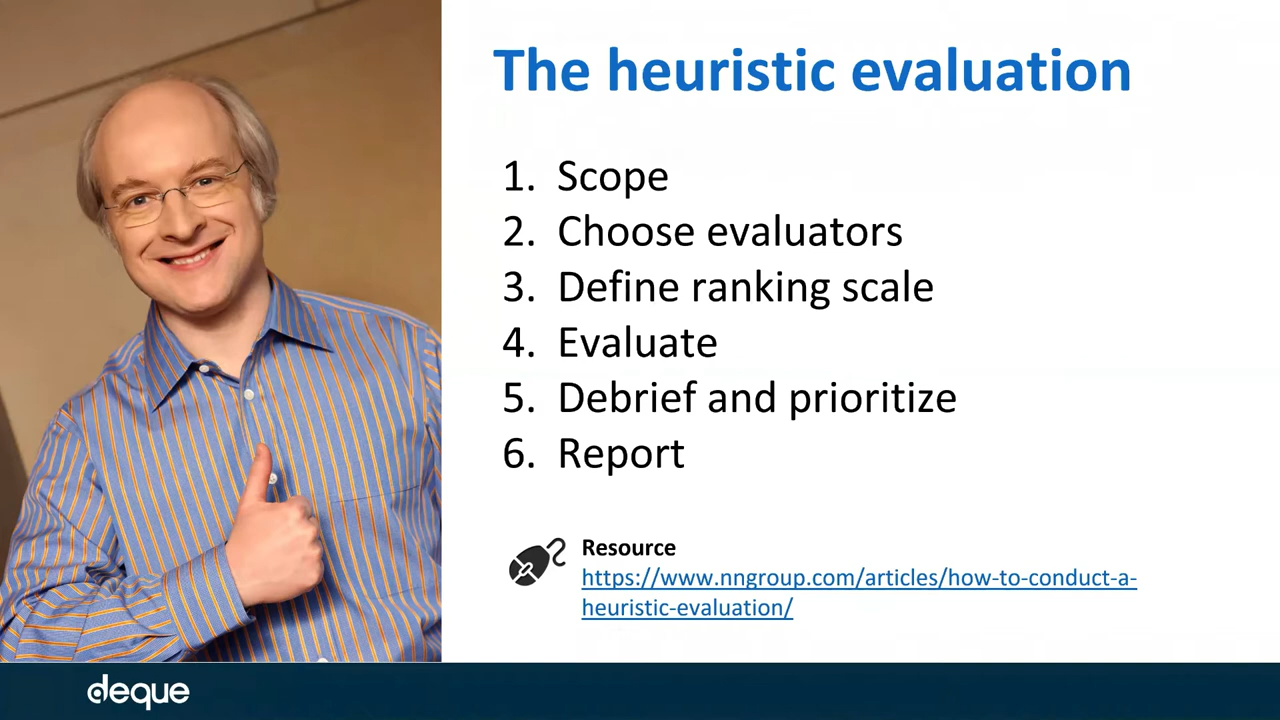 The heuristic evaluation
1. Scope
2. Choose evaluators
3. Define ranking scale
4. Evaluate
5. Debrief and prioritize
6. Report
Resource
https://www.nngroup.com/articles/how-to-conduct-a-
heuristic-evaluation/
deque